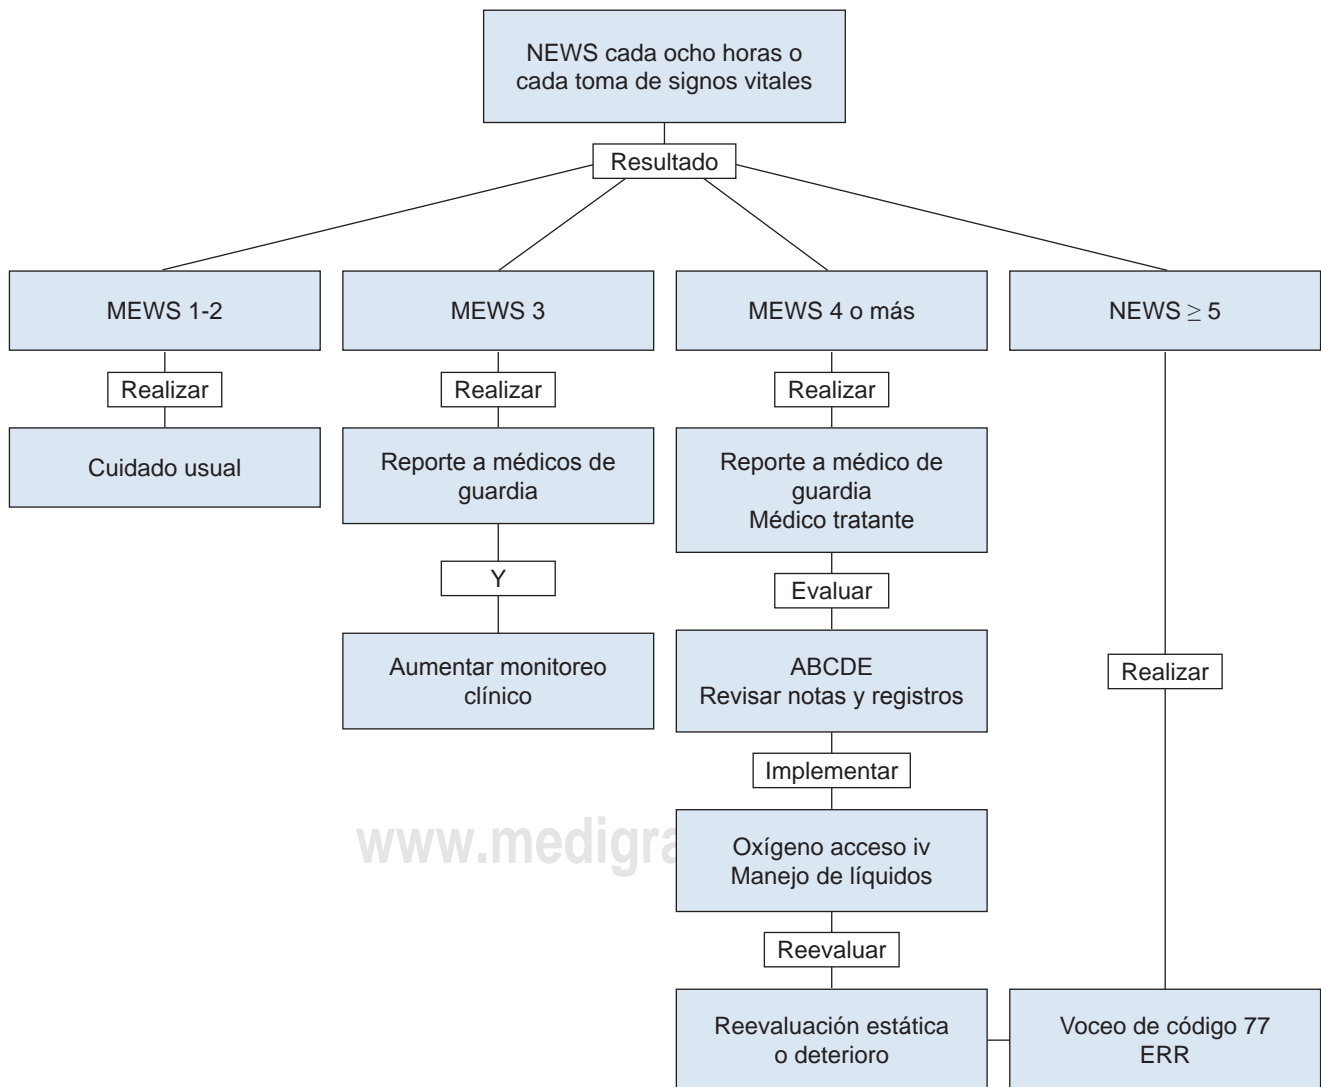 NEWS cada ocho horas o
cada toma de signos vitales
Resultado
MEWS 1-2
MEWS 3
MEWS 4 o más
NEWS ≥ 5
Realizar
Realizar
Realizar
Cuidado usual
Reporte a médicos de
guardia
Reporte a médico de
guardia
Médico tratante
Y
Evaluar
Aumentar monitoreo
clínico
ABCDE
Revisar notas y registros
Realizar
Implementar
www.medigra
Oxígeno acceso iv
Manejo de líquidos
Reevaluar
Reevaluación estática
o deterioro
Voceo de código 77
ERR